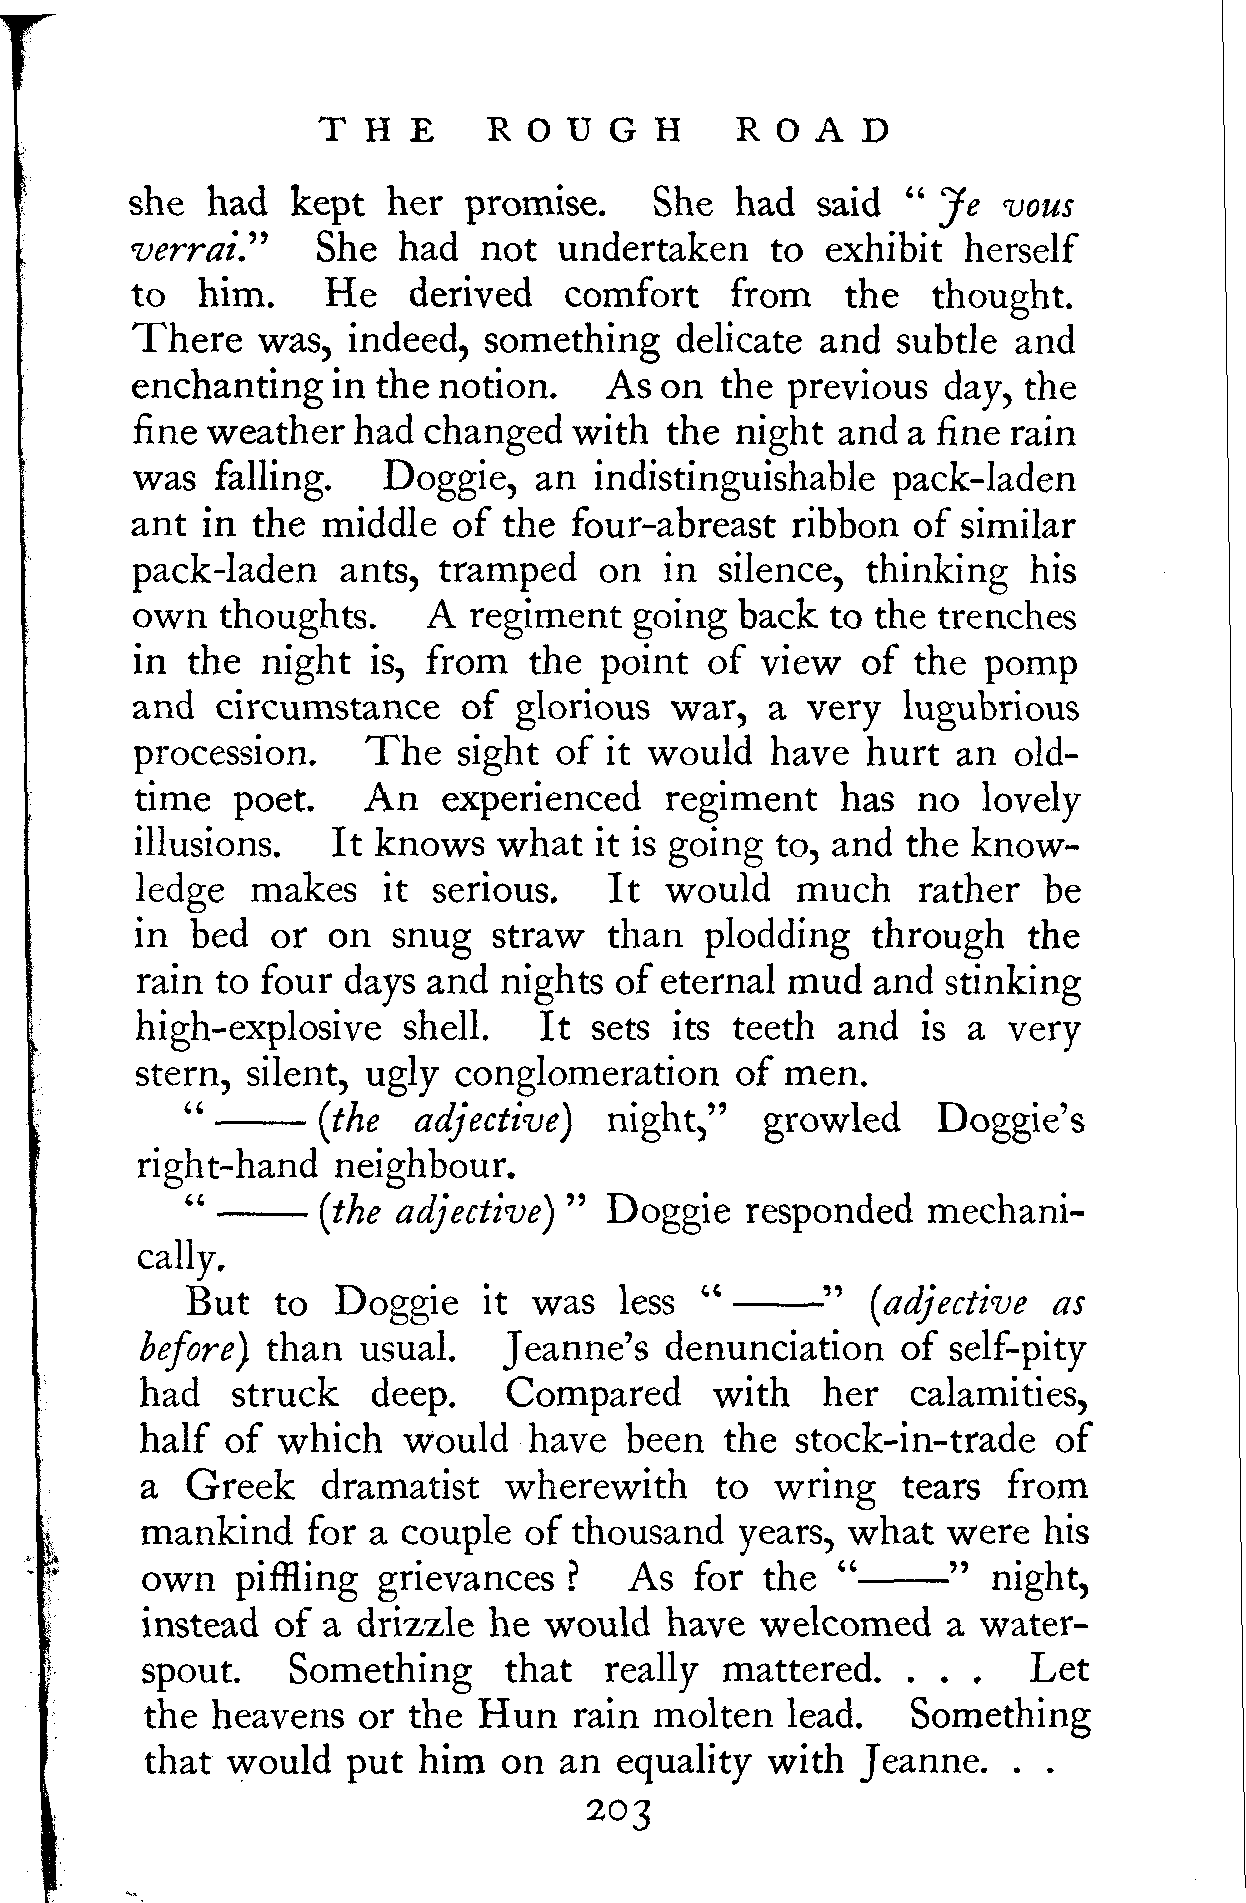 THE ROUGH ROAD
she had kept her promise. She had said “ Je vous
verrai.” She had not undertaken to exhibit herself
to him. He derived comfort from the thought.
There was, indeed, something delicate and subtle and
enchanting in the notion. As on the previous day, the
fine weather had changed with the night and a fine rain
was falling. Doggie, an indistinguishable pack-laden
ant in the middle of the four-abreast ribbon of similar
pack-laden ants, tramped on in silence, thinking his
own thoughts. A regiment going back to the trenches
in the night is, from the point of view of the pomp
and circumstance of glorious war, a very lugubrious
procession. The sight of it would have hurt an old-
time poet. An experienced regiment has no lovely
illusions. It knows what it is going to, and the know-
ledge makes it serious. It would much rather be
in bed or on snug straw than plodding through the
rain to four days and nights of eternal mud and stinking
high-explosive shell. It sets its teeth and is a very
stern, silent, ugly conglomeration of men.
“ —— (the adjective) night,” growled Doggie’s
right-hand neighbour.
“ —— (the adjective) ” Doggie responded mechani-
cally.
But to Doggie it was less “ ——” (adjective as
before) than usual. Jeanne’s denunciation of self-pity
had struck deep. Compared with her calamities,
half of which would have been the stock-in-trade of
a Greek dramatist wherewith to wring tears from
mankind for a couple of thousand years, what were his
own piffling grievances ? As for the “——” night,
instead of a drizzle he would have welcomed a water-
spout. Something that really mattered. . . . Let
the heavens or the Hun rain molten lead. Something
that would put him on an equality with Jeanne. . .
203